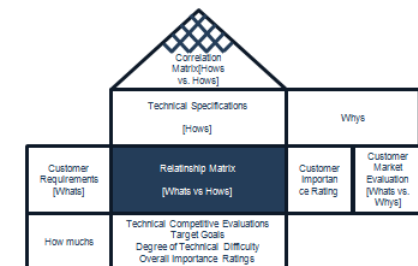 Correlation
Matrix[Hows
vs. Hows]
Technical Specifications
[Hows]
Whys
Customer
Requirements
[Whats]
Relatinship Matrix
[Whats vs Hows]
Customer
Importan
ce Rating
Customer
Market
Evaluation
[Whats vs.
Whys]
How muchs
Technical Competitive Evaluations
Target Goals
Degree of Technical Difficulty
Overall Importance Ratings